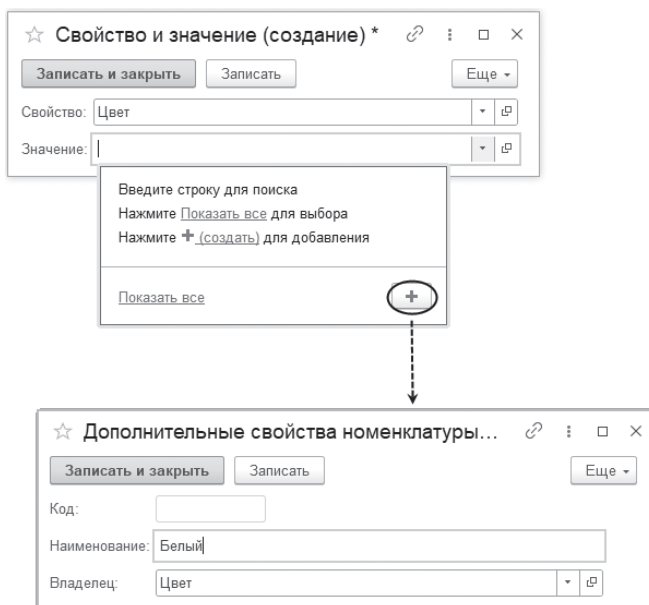 Свойство и значение (создание) *
Записать и закрыть Записать Еще
Свойство: Цвет
Значение:
Введите строку для поиска
Нажмите Показать все для выбора
Нажмите + (создать) для добавления
Показать все +
Дополнительные свойства номенклатуры...
Записать и закрыть Записать Еще
Код:
Наименование: Белый
Владелец: Цвет